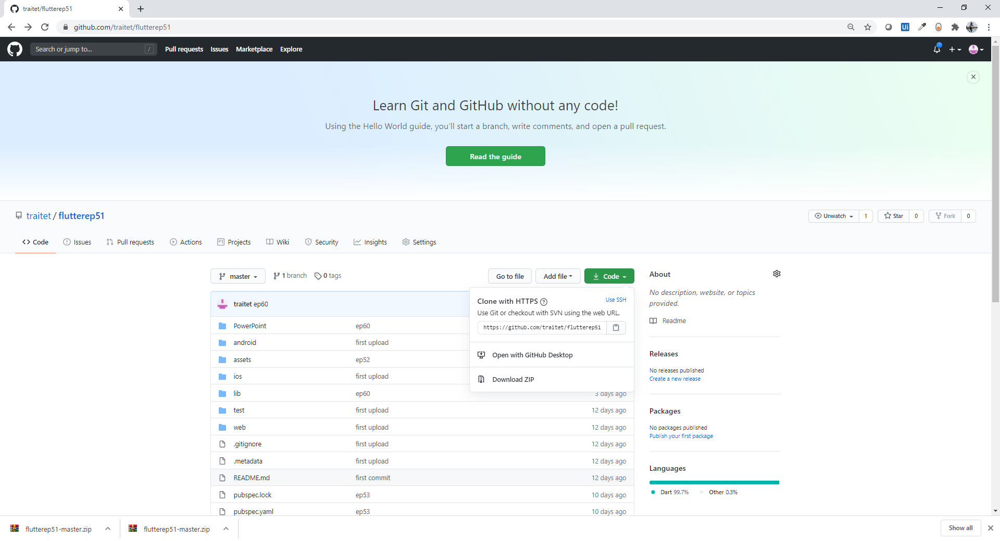 traitet/flutterep51
github.com/traitet/flutterep51
Search or jump to... /
Pull requests Issues Marketplace Explore
Learn Git and GitHub without any code!
Using the Hello World guide, you’ll start a branch, write comments, and open a pull request.
Read the guide
traitet / flutterep51
Unwatch 1 Star 0 Fork 0
Code Issues Pull requests Actions Projects Wiki Security Insights Settings
master 1 branch 0 tags Go to file Add file Code
traitet ep60
Clone with HTTPS ? Use SSH
Use Git or checkout with SVN using the web URL.
https://github.com/traitet/flutterep51
Open with GitHub Desktop
Download ZIP
PowerPoint ep60
android first upload
assets ep52
ios first upload
lib ep60 3 days ago
test first upload 12 days ago
web first upload 12 days ago
.gitignore first upload 12 days ago
.metadata first upload 12 days ago
README.md first commit 12 days ago
pubspec.lock ep53 10 days ago
pubspec.yaml ep53 10 days ago
About
No description, website, or topics
provided.
Readme
Releases
No releases published
Create a new release
Packages
No packages published
Publish your first package
Languages
Dart 99.7% Other 0.3%
flutterep51-master.zip flutterep51-master.zip Show all